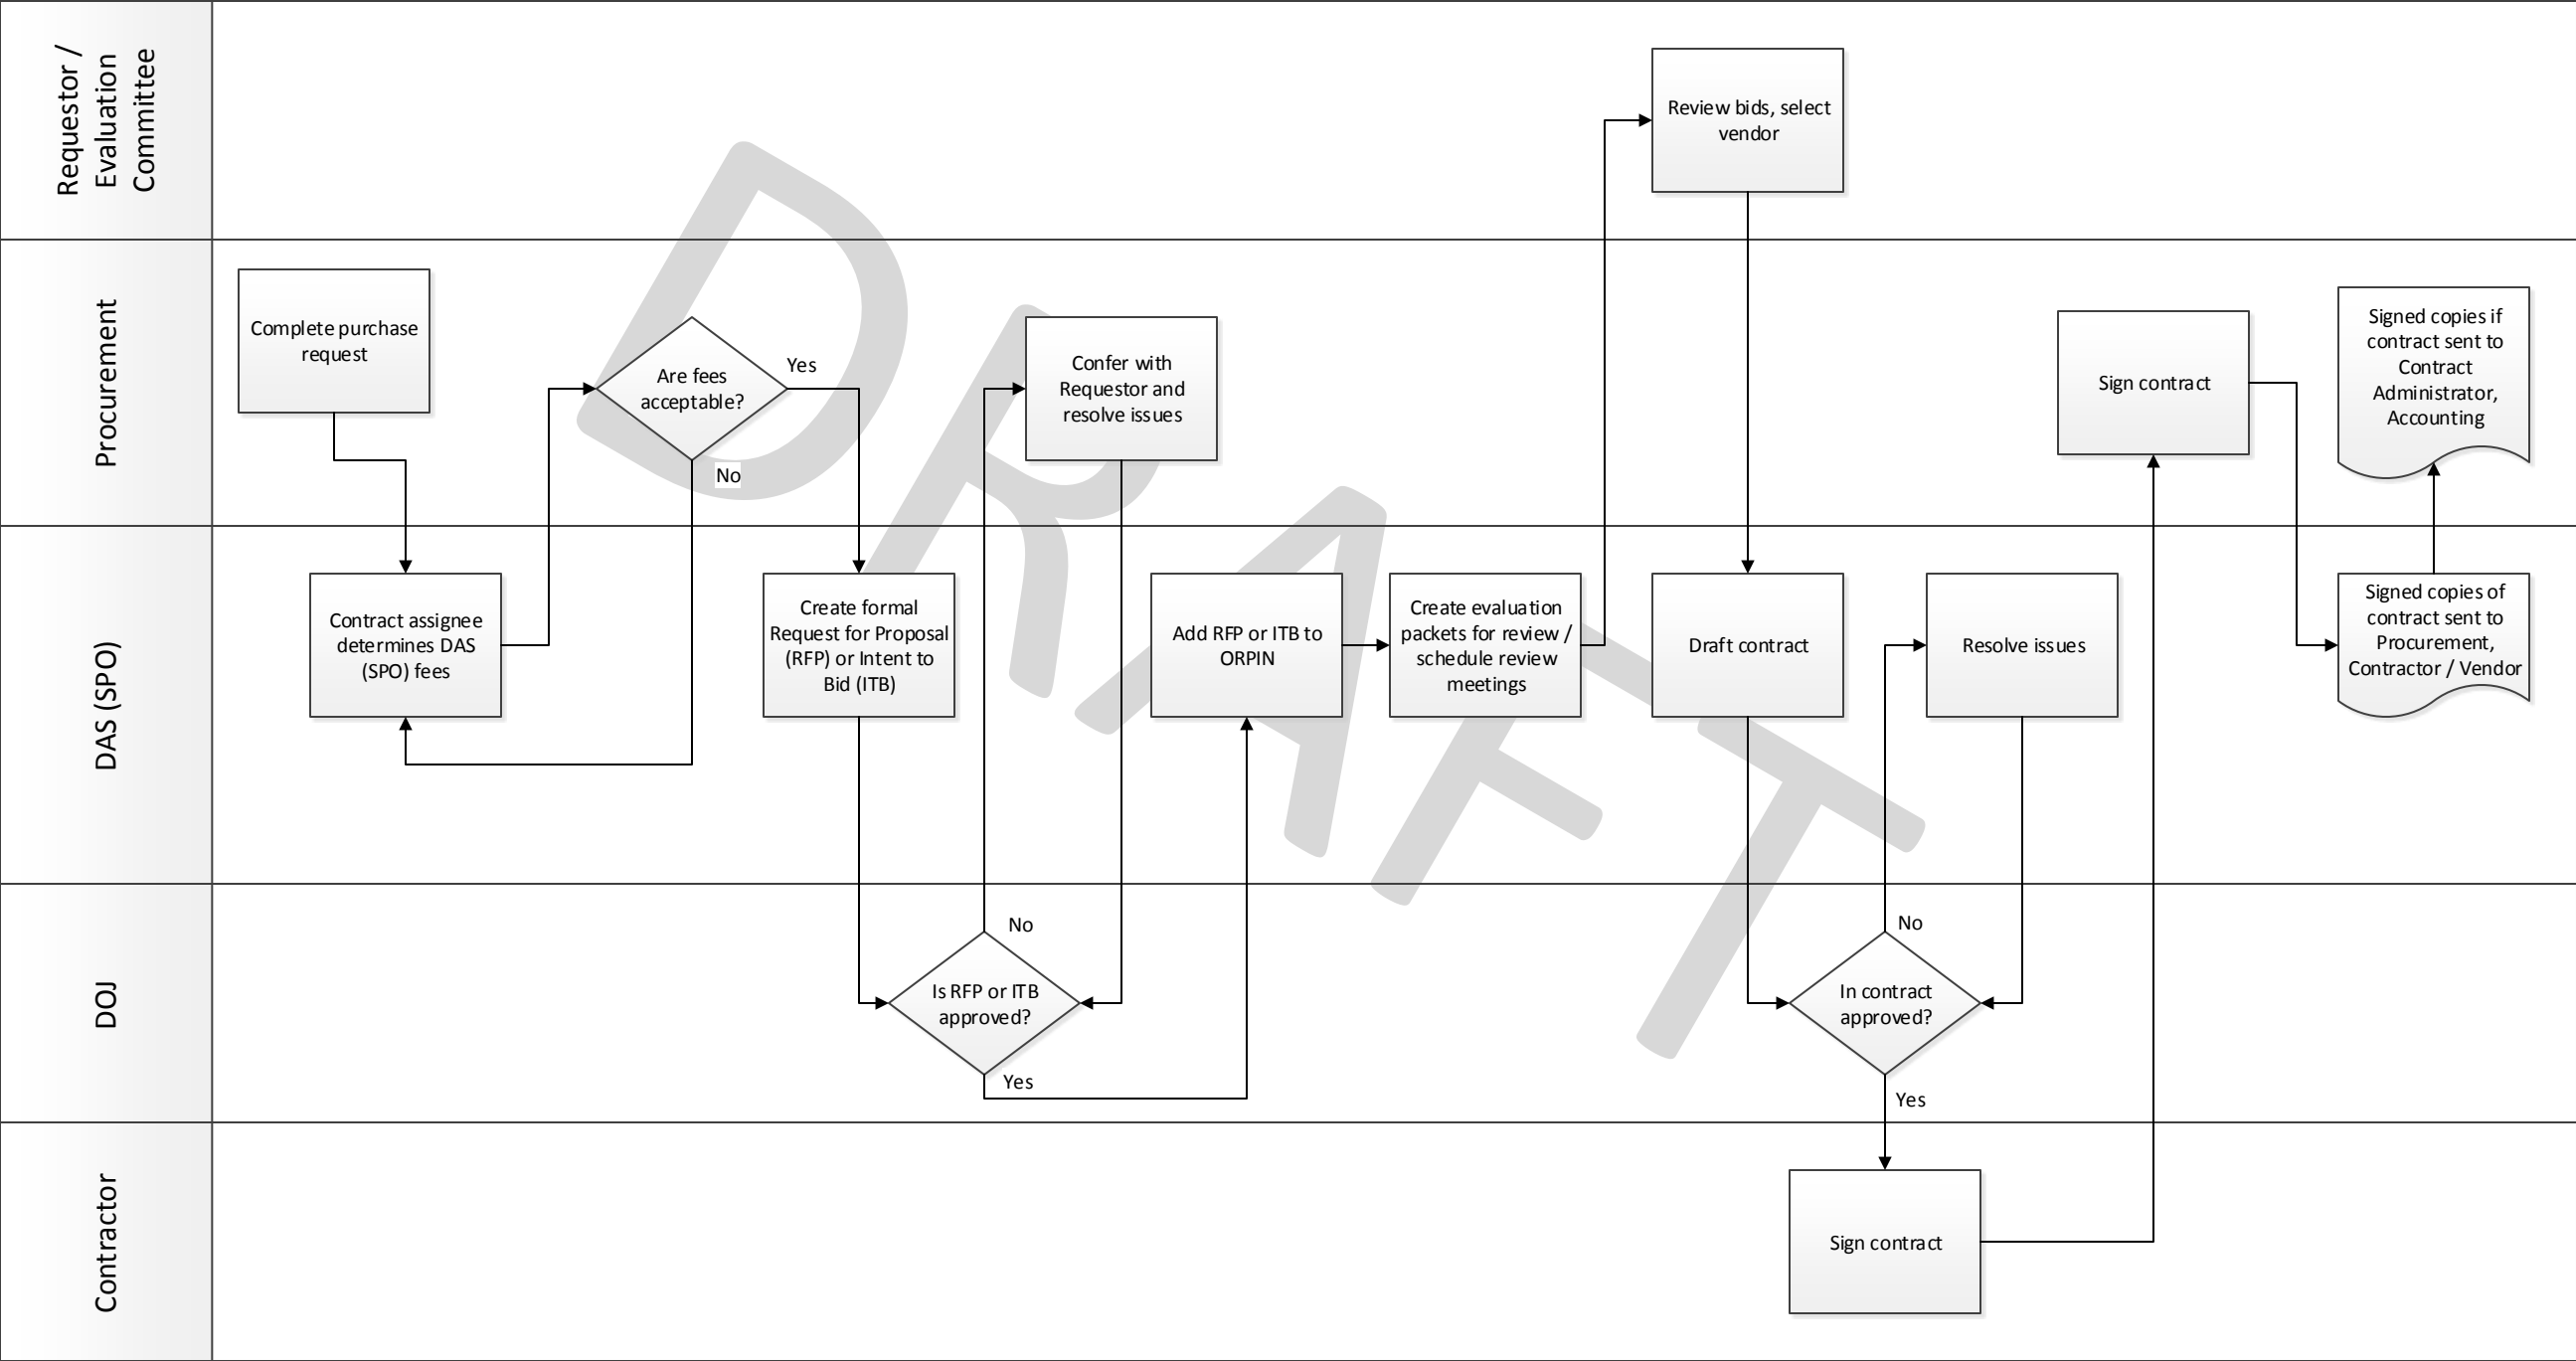 Requestor /
Evaluation
Committee
Review bids, select
vendor
Procurement
Complete purchase
request
Are fees
acceptable?
Yes
No
Confer with
Requestor and
resolve issues
Sign contract
Signed copies if
contract sent to
Contract
Administrator,
Accounting
DAS (SPO)
Contract assignee
determines DAS
(SPO) fees
Create formal
Request for Proposal
(RFP) or Intent to
Bid (ITB)
Add RFP or ITB to
ORPIN
Create evaluation
packets for review /
schedule review
meetings
Draft contract
Resolve issues
Signed copies of
contract sent to
Procurement,
Contractor / Vendor
DOJ
No
Is RFP or ITB
approved?
Yes
No
In contract
approved?
Yes
Contractor
Sign contract
DRAFT